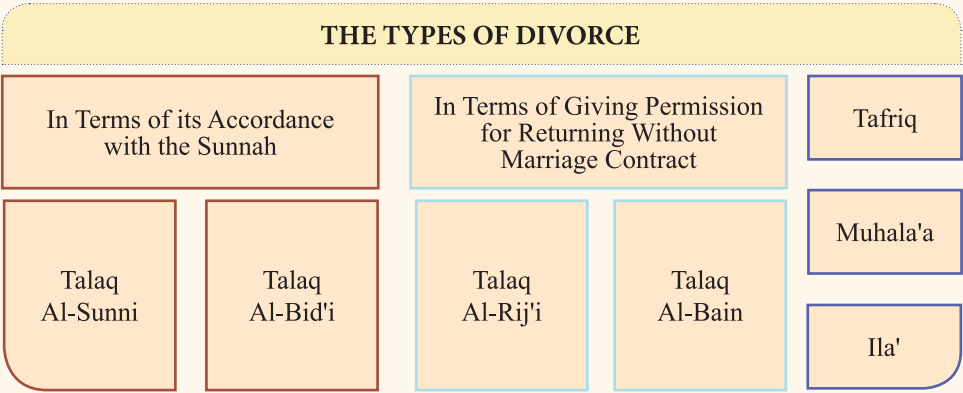 THE TYPES OF DIVORCE
In Terms of its Accordance
with the Sunnah
In Terms of Giving Permission
for Returning Without
Marriage Contract
Tafriq
Muhala'a
Ila'
Talaq
Al-Sunni
Talaq
Al-Bid'i
Talaq
Al-Rij'i
Talaq
Al-Bain